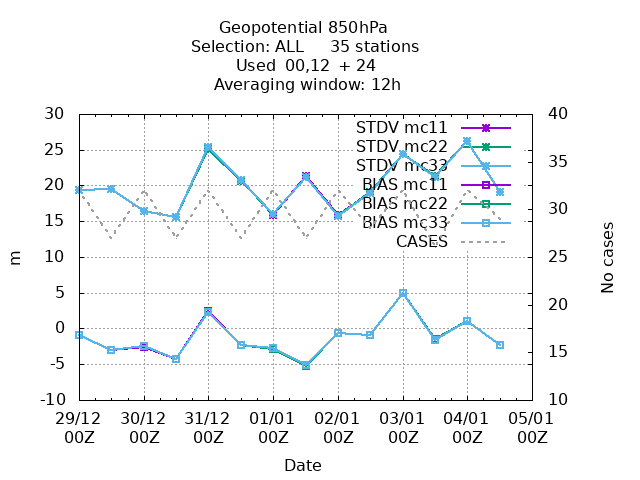 Geopotential 850hPa
Selection: ALL     35 stations
Used  00,12  + 24
Averaging window: 12h
30
25
20
15
10
5
0
-5
-10
m
40
35
30
25
20
15
10
No cases
STDV mc11
STDV mc22
STDV mc33
BIAS mc11
BIAS mc22
BIAS mc33
CASES
29/12 30/12 31/12 01/01 02/01 03/01 04/01 05/01
00Z 00Z 00Z 00Z 00Z 00Z 00Z 00Z
Date